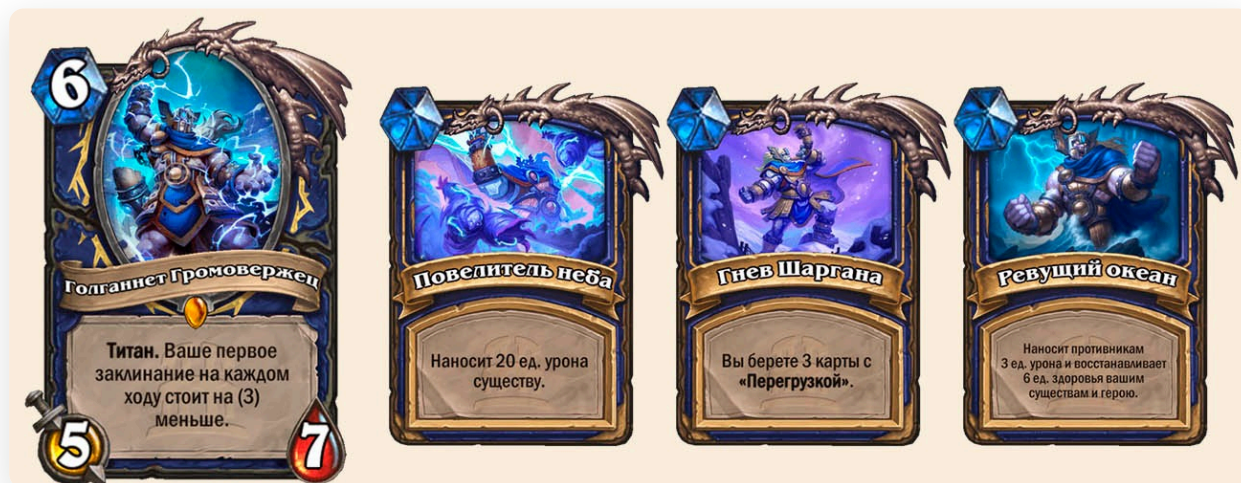 6
Голганнет Громовержец
Титан. Ваше первое
заклинание на каждом
ходу стоит на (3)
меньше.
5
7
Повелитель неба
Наносит 20 ед. урона
существу.
Гнев Шаргана
Вы берете 3 карты с
«Перегрузкой».
Ревущий океан
Наносит противникам
3 ед. урона и восстанавливает
6 ед. здоровья вашим
существам и герою.